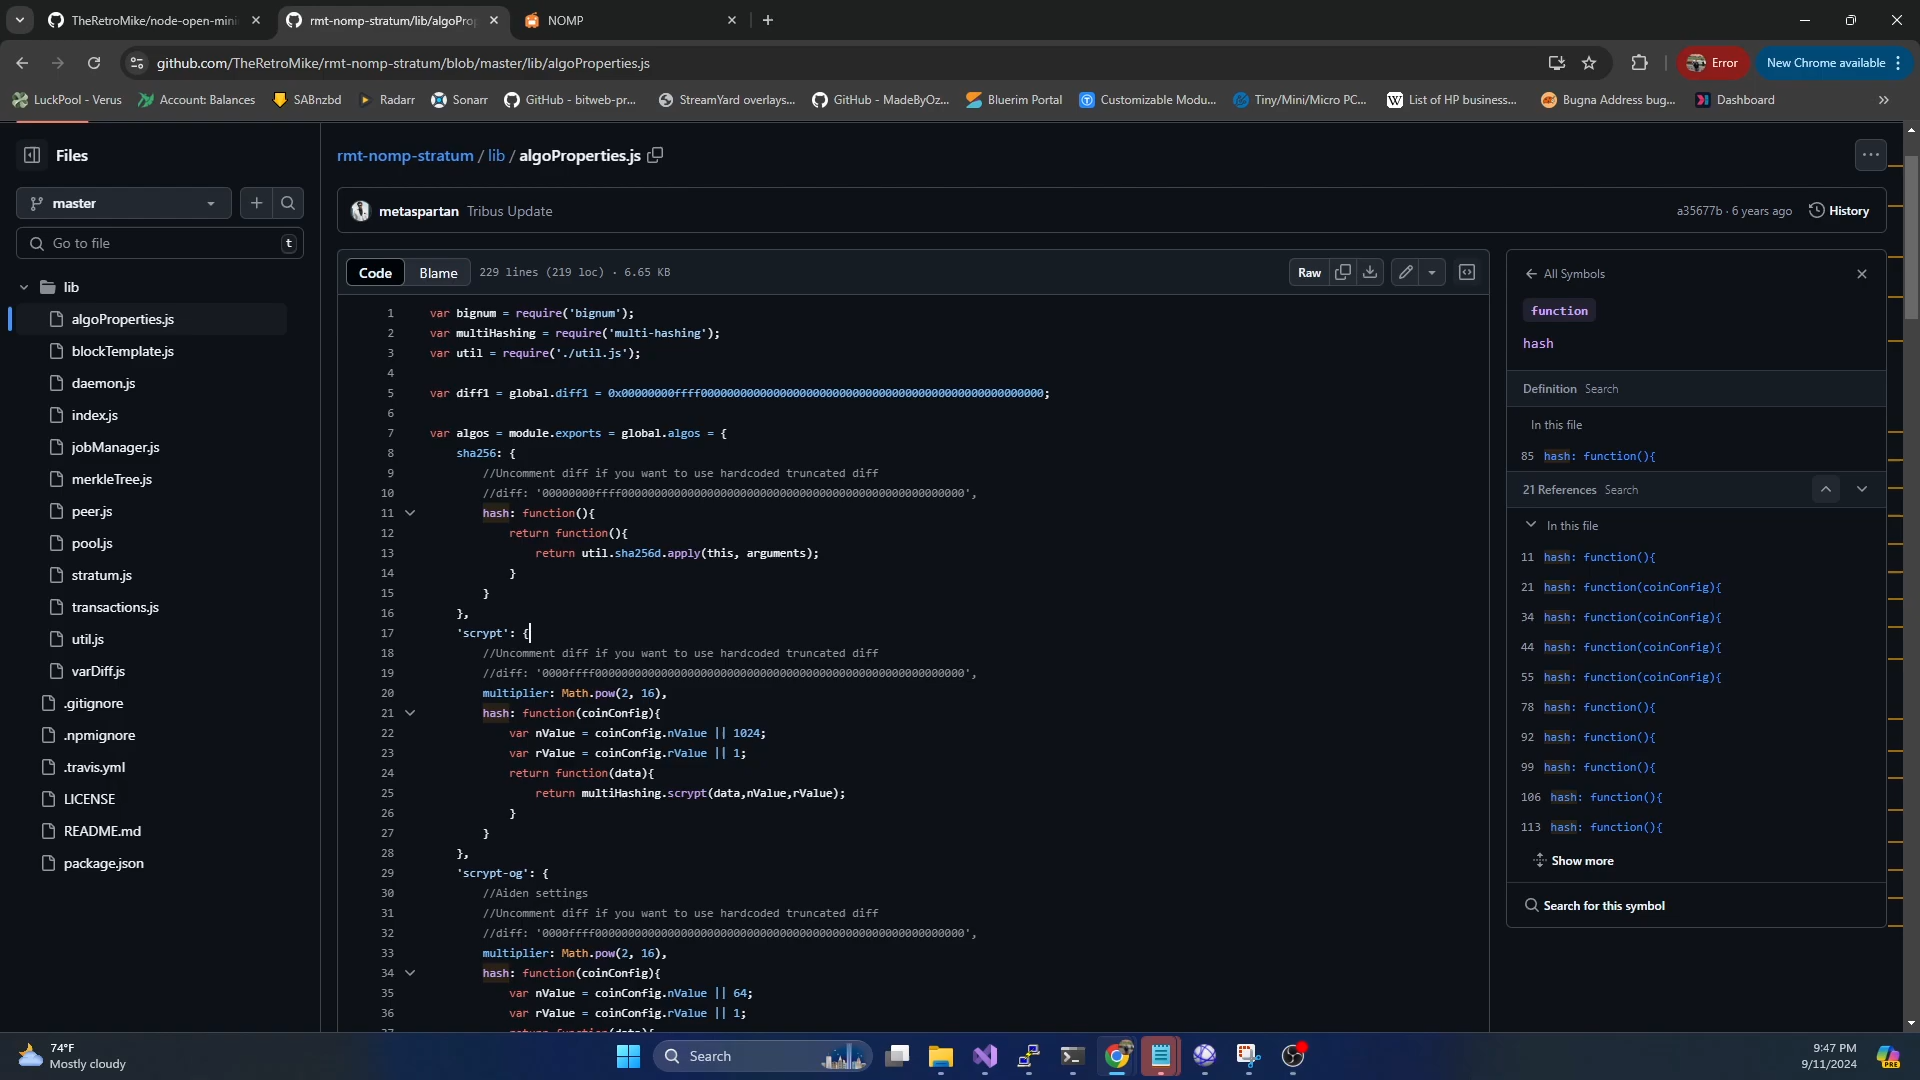 TheRetroMike/node-open-mini
rmt-nomp-stratum/lib/algoProp
NOMP
github.com/TheRetroMike/rmt-nomp-stratum/blob/master/lib/algoProperties.js
Error
New Chrome available
LuckPool - Verus
Account: Balances
SABnzbd
Radarr
Sonarr
GitHub - bitweb-pr...
StreamYard overlays...
GitHub - MadeByOz...
Bluerim Portal
Customizable Modu...
Tiny/Mini/Micro PC...
List of HP business...
Bugna Address bug...
Dashboard
Files
master
Go to file
t
lib
algoProperties.js
blockTemplate.js
daemon.js
index.js
jobManager.js
merkleTree.js
peer.js
pool.js
stratum.js
transactions.js
util.js
varDiff.js
.gitignore
.npmignore
.travis.yml
LICENSE
README.md
package.json
rmt-nomp-stratum / lib / algoProperties.js
metaspartan Tribus Update
a35677b · 6 years ago
History
Code
Blame
229 lines (219 loc) · 6.65 KB
Raw
1 var bignum = require('bignum');
2 var multiHashing = require('multi-hashing');
3 var util = require('./util.js');
4
5 var diff1 = global.diff1 = 0x00000000ffff0000000000000000000000000000000000000000000000000000;
6
7 var algos = module.exports = global.algos = {
8 sha256: {
9 //Uncomment diff if you want to use hardcoded truncated diff
10 //diff: '00000000ffff0000000000000000000000000000000000000000000000000000',
11 hash: function(){
12 return function(){
13 return util.sha256d.apply(this, arguments);
14 }
15 }
16 },
17 'scrypt': {
18 //Uncomment diff if you want to use hardcoded truncated diff
19 //diff: '0000ffff00000000000000000000000000000000000000000000000000000000',
20 multiplier: Math.pow(2, 16),
21 hash: function(coinConfig){
22 var nValue = coinConfig.nValue || 1024;
23 var rValue = coinConfig.rValue || 1;
24 return function(data){
25 return multiHashing.scrypt(data,nValue,rValue);
26 }
27 }
28 },
29 'scrypt-og': {
30 //Aiden settings
31 //Uncomment diff if you want to use hardcoded truncated diff
32 //diff: '0000ffff00000000000000000000000000000000000000000000000000000000',
33 multiplier: Math.pow(2, 16),
34 hash: function(coinConfig){
35 var nValue = coinConfig.nValue || 64;
36 var rValue = coinConfig.rValue || 1;
37 return function(data){
All Symbols
function
hash
Definition Search
In this file
85 hash: function(){
21 References Search
In this file
11 hash: function(){
21 hash: function(coinConfig){
34 hash: function(coinConfig){
44 hash: function(coinConfig){
55 hash: function(coinConfig){
78 hash: function(){
92 hash: function(){
99 hash: function(){
106 hash: function(){
113 hash: function(){
Show more
Search for this symbol
74°F
Mostly cloudy
Search
9:47 PM
9/11/2024
PRE